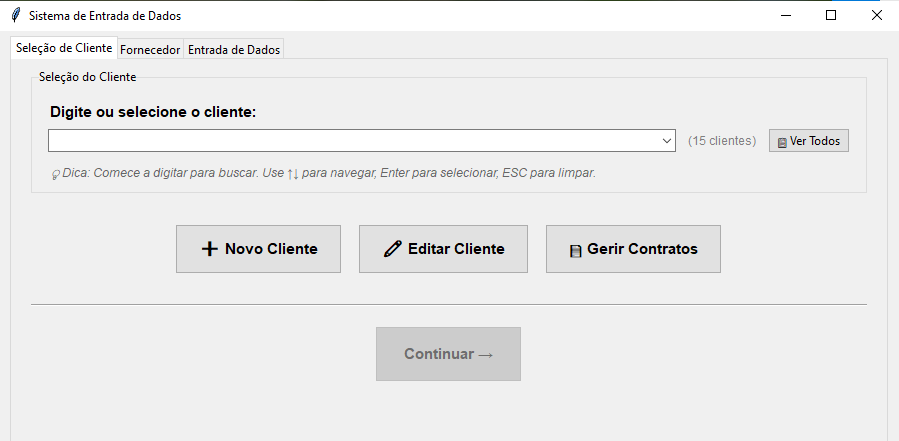 Sistema de Entrada de Dados
Seleção de Cliente Fornecedor Entrada de Dados
Seleção do Cliente
Digite ou selecione o cliente:
(15 clientes) Ver Todos
Dica: Comece a digitar para buscar. Use ↑↓ para navegar, Enter para selecionar, ESC para limpar.
Novo Cliente Editar Cliente Gerir Contratos
Continuar →